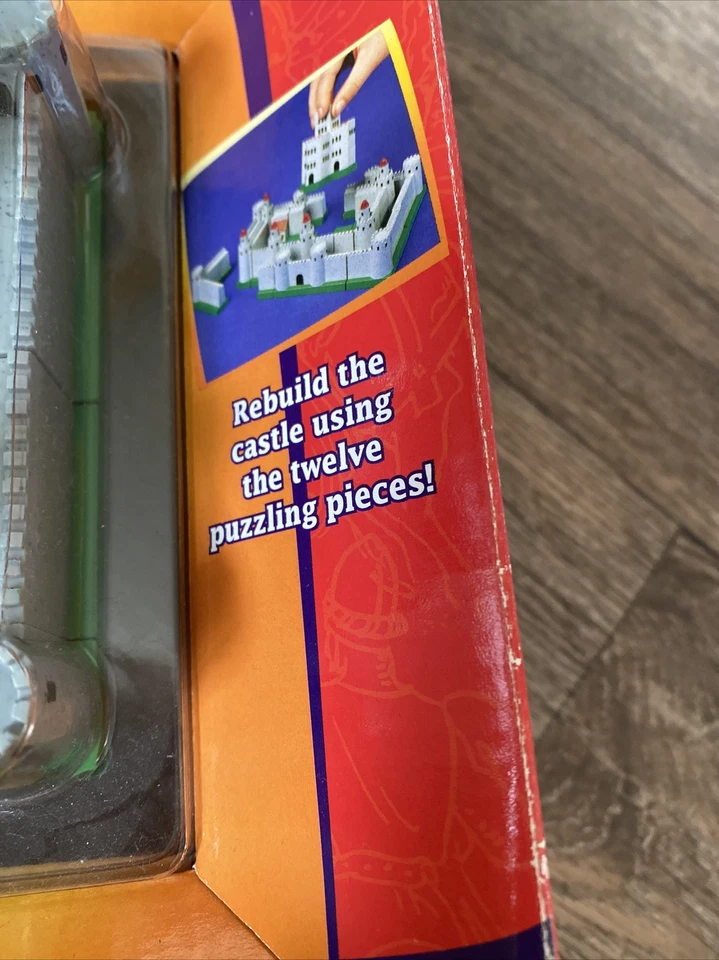 Rebuild the
castle using
the twelve
puzzling pieces!